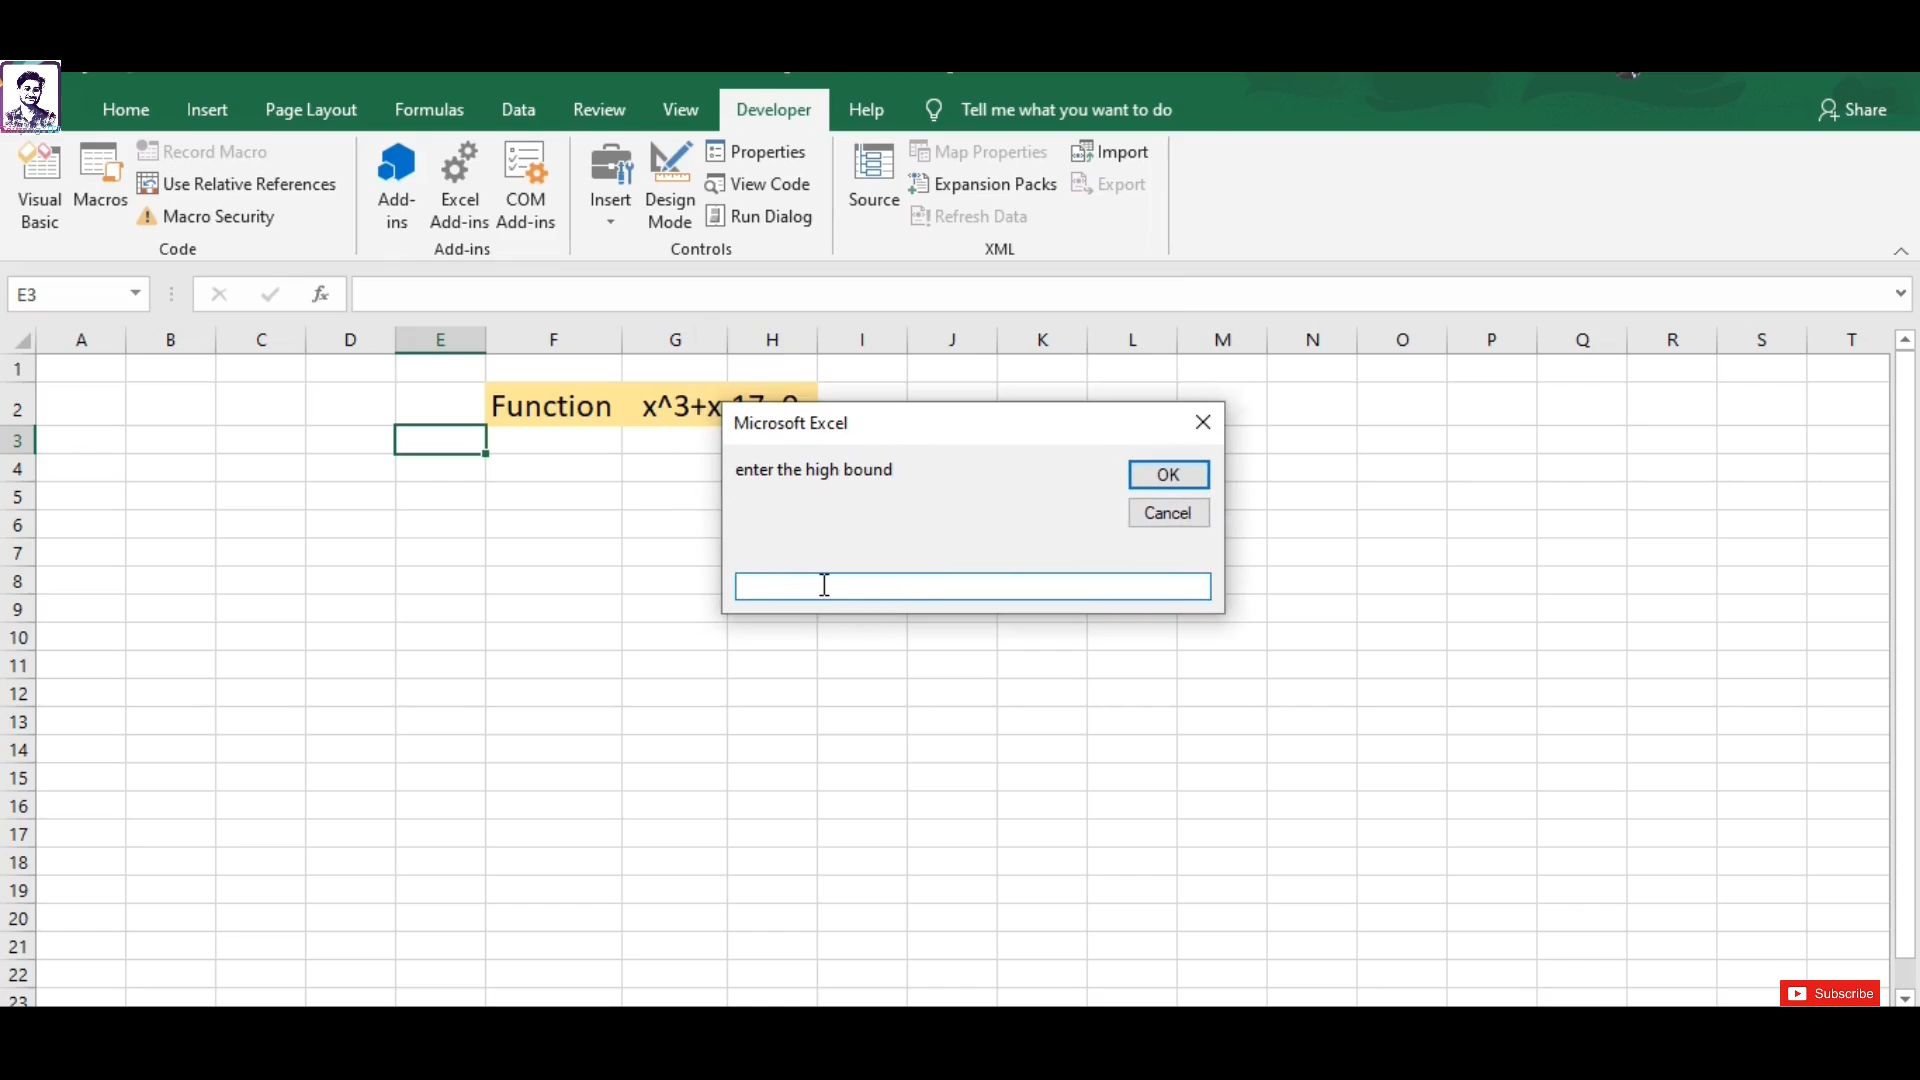 Home Insert Page Layout Formulas Data Review View Developer Help Tell me what you want to do Share
Visual Basic
Macros
Record Macro
Use Relative References
Macro Security
Code
Add-ins
Excel Add-ins
COM Add-ins
Add-ins
Insert
Design Mode
Properties
View Code
Run Dialog
Controls
Source
Map Properties
Expansion Packs
Refresh Data
Import
Export
XML
E3
fx
A B C D E F G H I J K L M N O P Q R S T
1
2 Function x^3+x
3
4
5
6
7
8
9
10
11
12
13
14
15
16
17
18
19
20
21
22
23
Microsoft Excel
enter the high bound
OK
Cancel
Subscribe